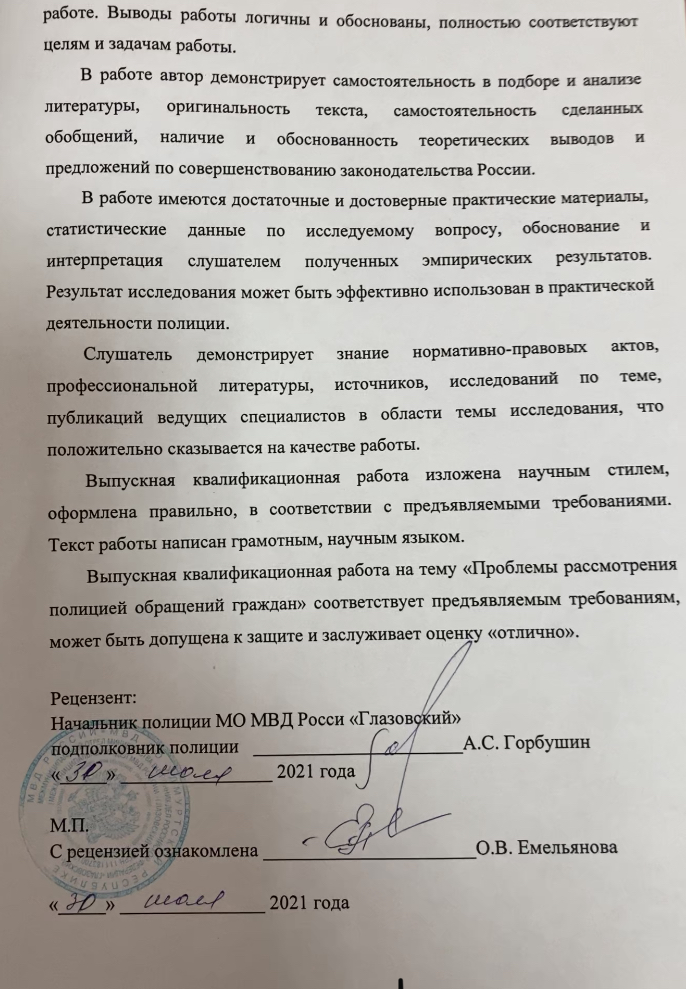 работе. Выводы работы логичны и обоснованы, полностью соответствуют
целям и задачам работы.
В работе автор демонстрирует самостоятельность в подборе и анализе
литературы, оригинальность текста, самостоятельность сделанных
обобщений, наличие и обоснованность теоретических выводов и
предложений по совершенствованию законодательства России.
В работе имеются достаточные и достоверные практические материалы,
статистические данные по исследуемому вопросу, обоснование и
интерпретация слушателем полученных эмпирических результатов.
Результат исследования может быть эффективно использован в практической
деятельности полиции.
Слушатель демонстрирует знание нормативно-правовых актов,
профессиональной литературы, источников, исследований по теме,
публикаций ведущих специалистов в области темы исследования, что
положительно сказывается на качестве работы.
Выпускная квалификационная работа изложена научным стилем,
оформлена правильно, в соответствии с предъявляемыми требованиями.
Текст работы написан грамотным, научным языком.
Выпускная квалификационная работа на тему «Проблемы рассмотрения
полицией обращений граждан» соответствует предъявляемым требованиям,
может быть допущена к защите и заслуживает оценку «отлично».
Рецензент:
Начальник полиции МО МВД Росси «Глазовский»
подполковник полиции А.С. Горбушин
«30» июля 2021 года
М.П.
С рецензией ознакомлена О.В. Емельянова
«30» июля 2021 года